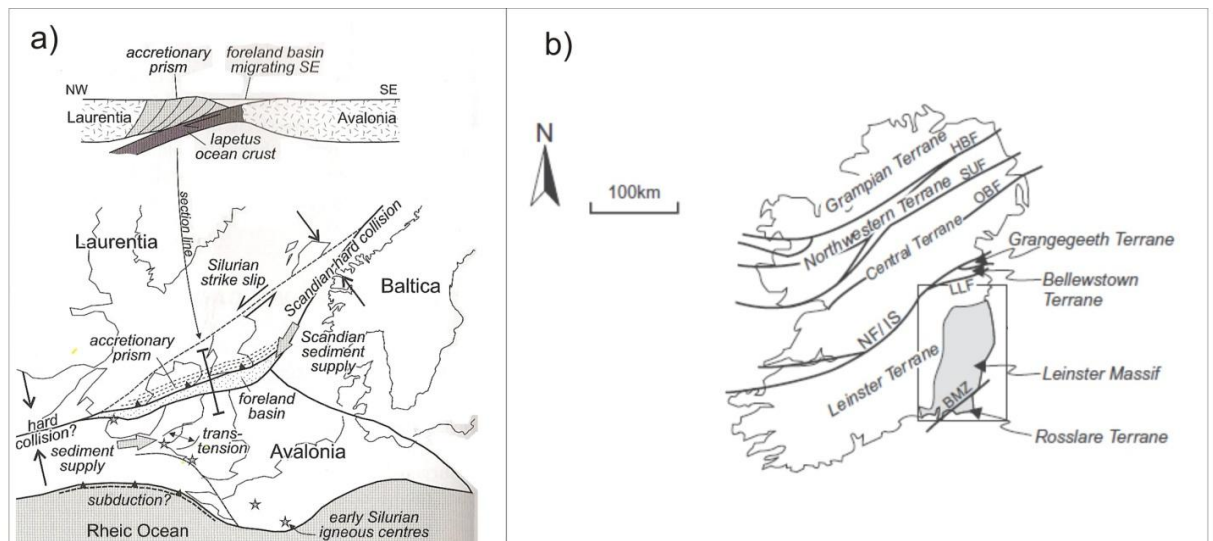 a)
accretionary
prism
foreland basin
migrating SE
NW
SE
Laurentia
Avalonia
Iapetus
ocean crust
section line
Laurentia
Silurian
strike slip
Scandian hard collision
Baltica
accretionary
prism
Scandian
sediment
supply
foreland
basin
hard
collision?
sediment
supply
trans-
tension
Avalonia
subduction?
Rheic Ocean
early Silurian
igneous centres
b)
N
100km
Grampian Terrane
HBF
Northwestern Terrane
SUF
Central Terrane
OBF
Grangegeeth Terrane
Bellewstown
Terrane
LLF
NF/IS
Leinster Terrane
Leinster Massif
BMZ
Rosslare Terrane